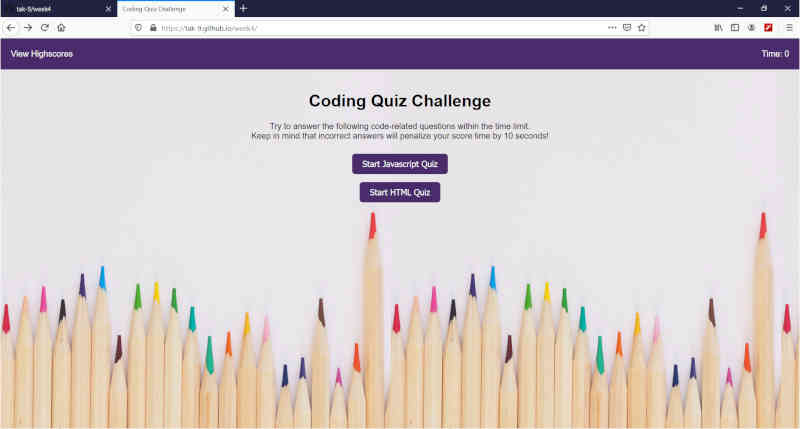 tak-9/week4
Coding Quiz Challenge
https://tak-9.github.io/week4/
View Highscores
Time: 0
Coding Quiz Challenge
Try to answer the following code-related questions within the time limit.
Keep in mind that incorrect answers will penalize your score time by 10 seconds!
Start Javascript Quiz
Start HTML Quiz